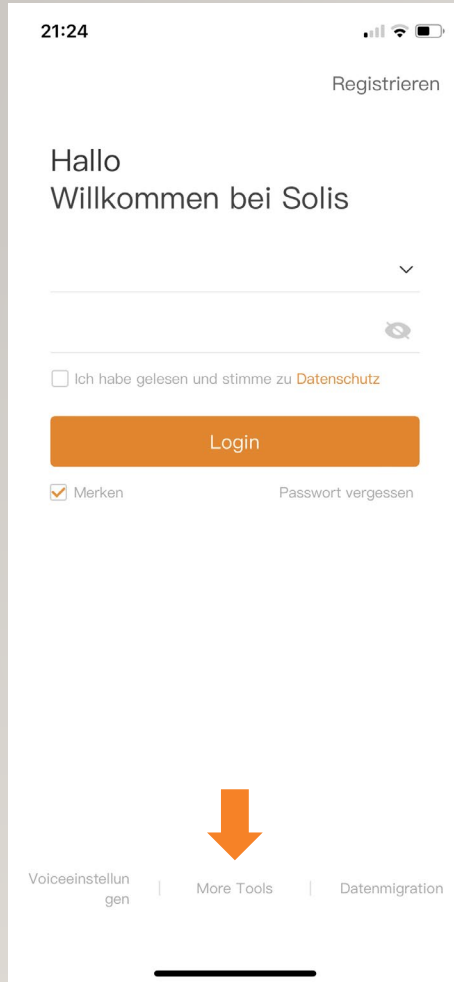 21:24
Registrieren
Hallo
Willkommen bei Solis
Ich habe gelesen und stimme zu Datenschutz
Login
Merken Passwort vergessen
Voiceeinstellun
gen
More Tools
Datenmigration